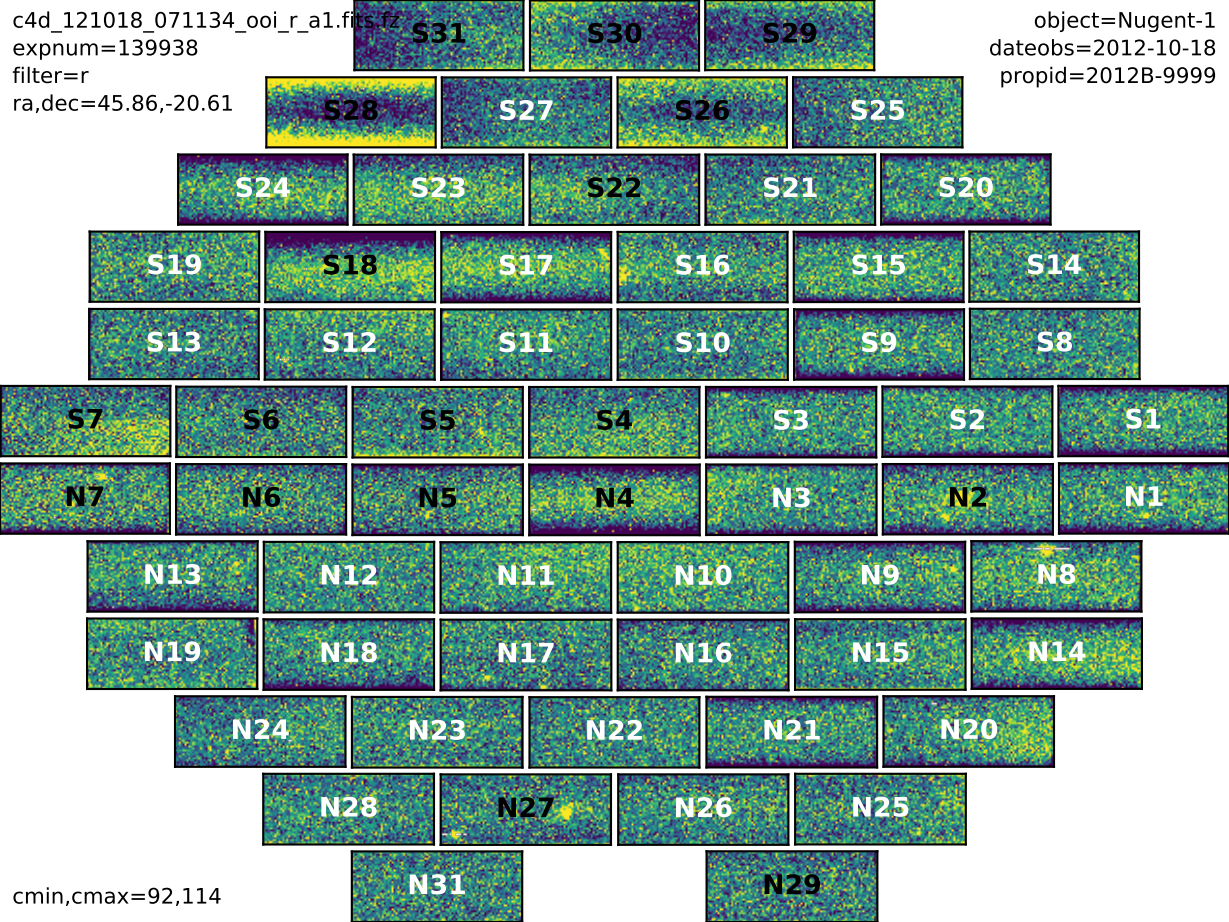 c4d_121018_071134_ooi_r_a1.fits.fz
expnum=139938
filter=r
ra,dec=45.86,-20.61
object=Nugent-1
dateobs=2012-10-18
propid=2012B-9999
S31 S30 S29
S28 S27 S26 S25
S24 S23 S22 S21 S20
S19 S18 S17 S16 S15 S14
S13 S12 S11 S10 S9 S8
S7 S6 S5 S4 S3 S2 S1
N7 N6 N5 N4 N3 N2 N1
N13 N12 N11 N10 N9 N8
N19 N18 N17 N16 N15 N14
N24 N23 N22 N21 N20
N28 N27 N26 N25
N31 N29
cmin,cmax=92,114